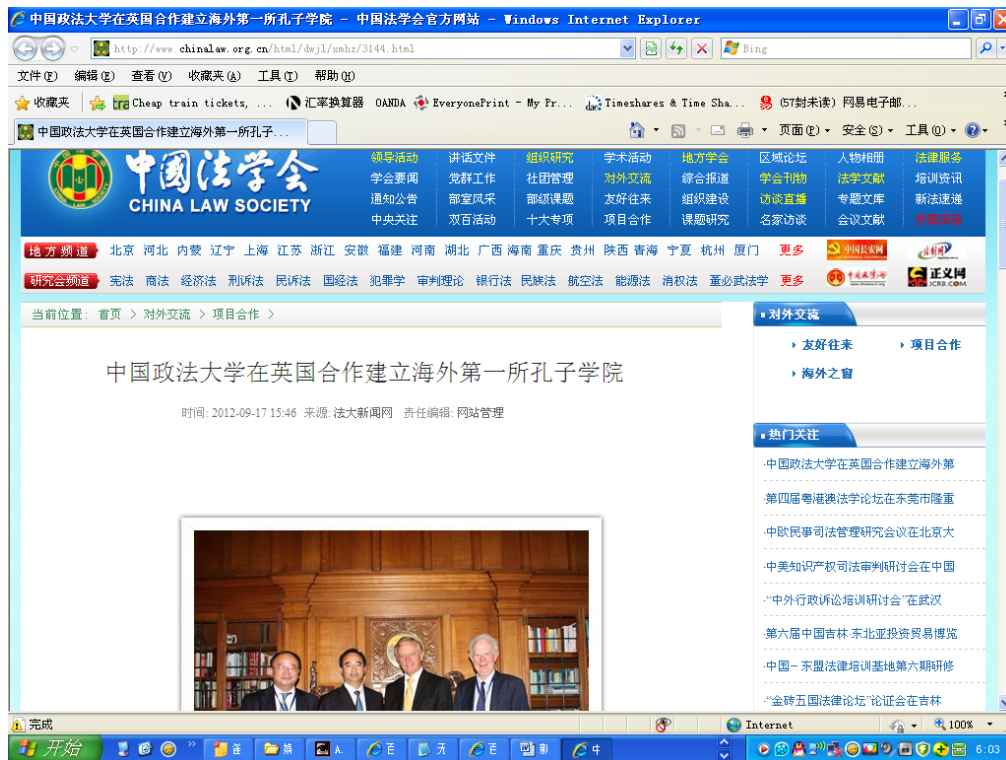 中国政法大学在英国合作建立海外第一所孔子学院 - 中国法学会官方网站 - Windows Internet Explorer
http://www.chinalaw.org.cn/html/dwjl/xmhz/3144.html Bing
文件(F) 编辑(E) 查看(V) 收藏夹(A) 工具(T) 帮助(H)
收藏夹 tra Cheap train tickets, ... 汇率换算器 OANDA EveryonePrint - My Pr... Timeshares & Time Sha... (57封未读) 网易电子邮...
中国政法大学在英国合作建立海外第一所孔子... 页面(P) 安全(S) 工具(O)
中國法学会
CHINA LAW SOCIETY
领导活动 讲话文件 组织研究 学术活动 地方学会 区域论坛 人物相册 法律服务
学会要闻 党群工作 社团管理 对外交流 综合报道 学会刊物 法学文献 培训资讯
通知公告 部室风采 部级课题 友好往来 组织建设 访谈直播 专题文库 新法速递
中央关注 双百活动 十大专项 项目合作 课题研究 名家访谈 会议文献
地方频道 北京 河北 内蒙 辽宁 上海 江苏 浙江 安徽 福建 河南 湖北 广西 海南 重庆 贵州 陕西 青海 宁夏 杭州 厦门 更多 中国长安网 法制网
研究会频道 宪法 商法 经济法 刑诉法 民诉法 国经法 犯罪学 审判理论 银行法 民族法 航空法 能源法 消权法 董必武法学 更多 正义网 JCRB.COM
当前位置: 首页 > 对外交流 > 项目合作 >
中国政法大学在英国合作建立海外第一所孔子学院
时间: 2012-09-17 15:46 来源: 法大新闻网 责任编辑: 网站管理
对外交流
友好往来 项目合作
海外之窗
热门关注
·中国政法大学在英国合作建立海外第
·第四届粤港澳法学论坛在东莞市隆重
·中欧民事司法管理研究会议在北京大
·中美知识产权司法审判研讨会在中国
·“中外行政诉讼培训研讨会”在武汉
·第六届中国吉林·东北亚投资贸易博览
·中国-东盟法律培训基地第六期研修
·“金砖五国法律论坛”论证会在吉林
完成 Internet 100%
开始 6:03